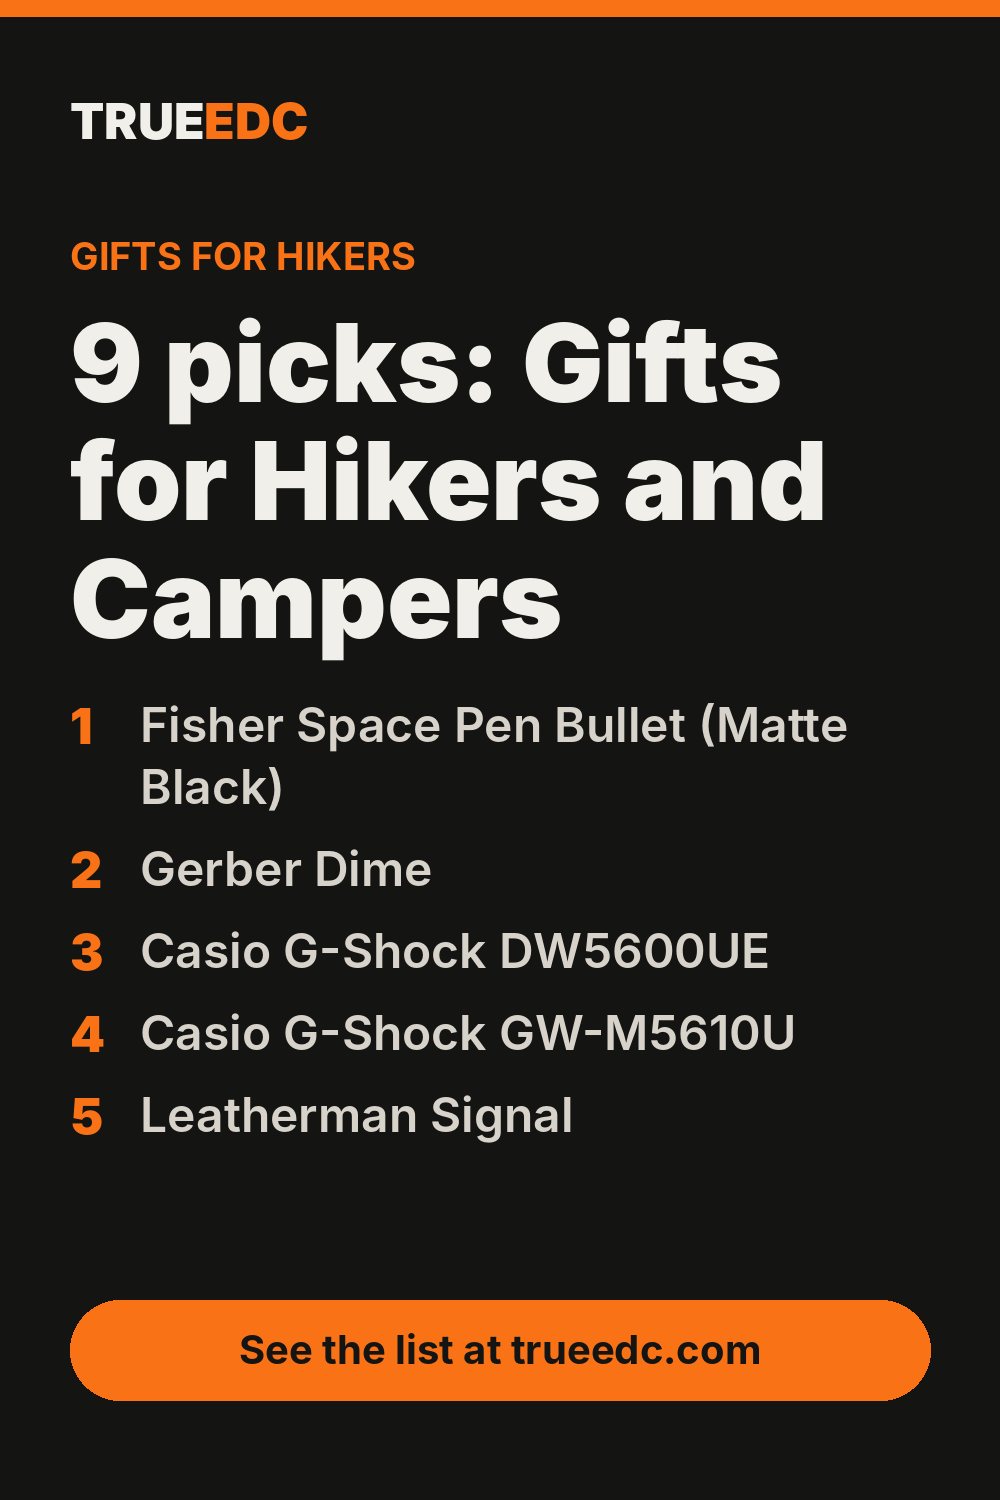 TRUEEDC
GIFTS FOR HIKERS
9 picks: Gifts
for Hikers and
Campers
1 Fisher Space Pen Bullet (Matte
Black)
2 Gerber Dime
3 Casio G-Shock DW5600UE
4 Casio G-Shock GW-M5610U
5 Leatherman Signal
See the list at trueedc.com